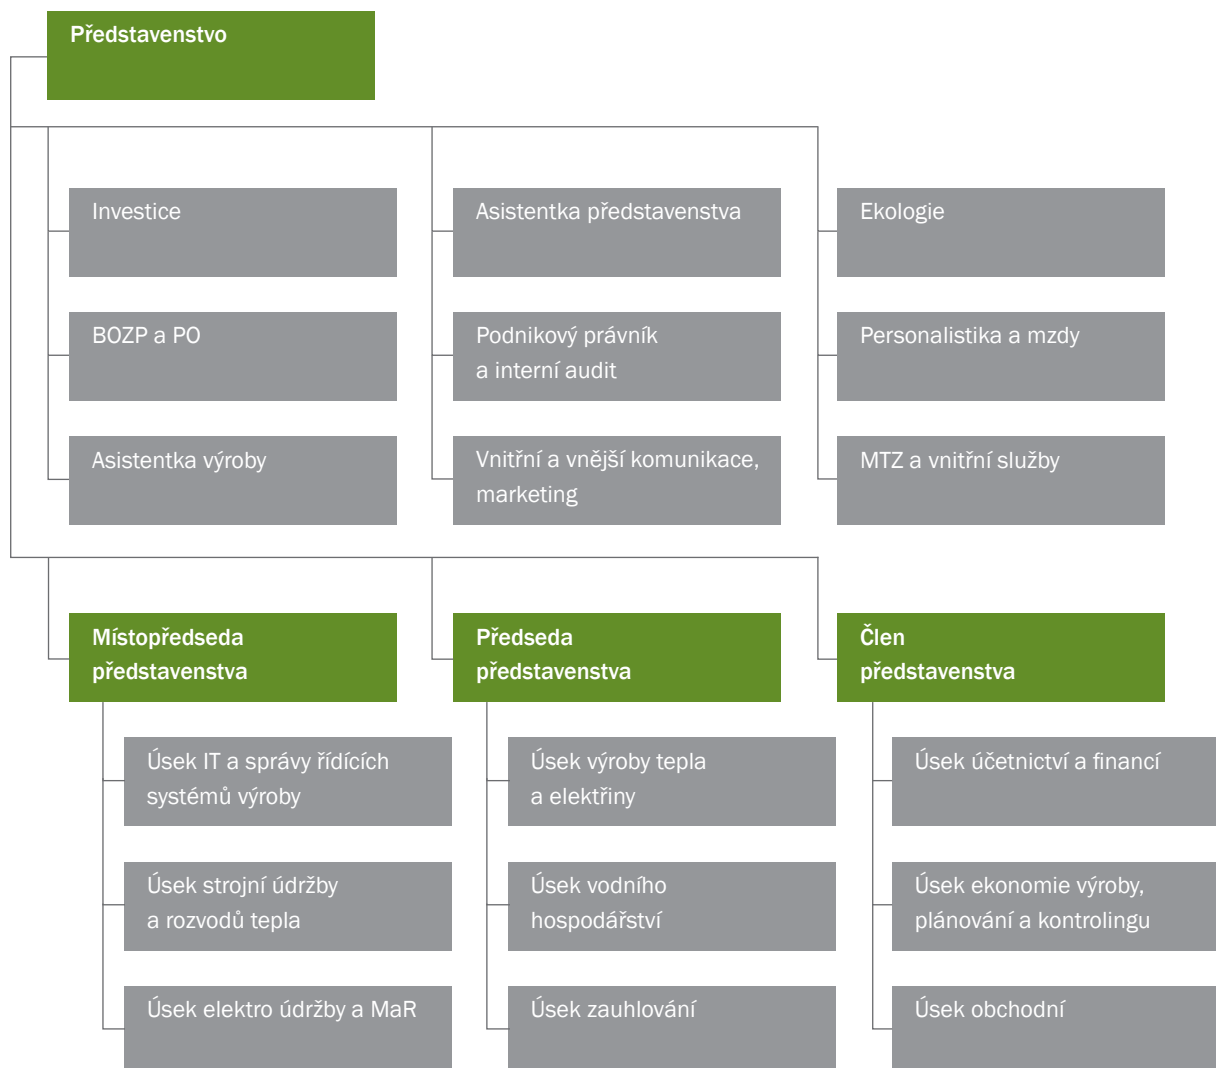 Představenstvo
Investice
Asistentka představenstva
Ekologie
BOZP a PO
Podnikový právník
a interní audit
Personalistika a mzdy
Asistentka výroby
Vnitřní a vnější komunikace,
marketing
MTZ a vnitřní služby
Místopředseda
představenstva
Předseda
představenstva
Člen
představenstva
Úsek IT a správy řídících
systémů výroby
Úsek výroby tepla
a elektřiny
Úsek účetnictví a financí
Úsek strojní údržby
a rozvodů tepla
Úsek vodního
hospodářství
Úsek ekonomie výroby,
plánování a kontrolingu
Úsek elektro údržby a MaR
Úsek zauhlování
Úsek obchodní